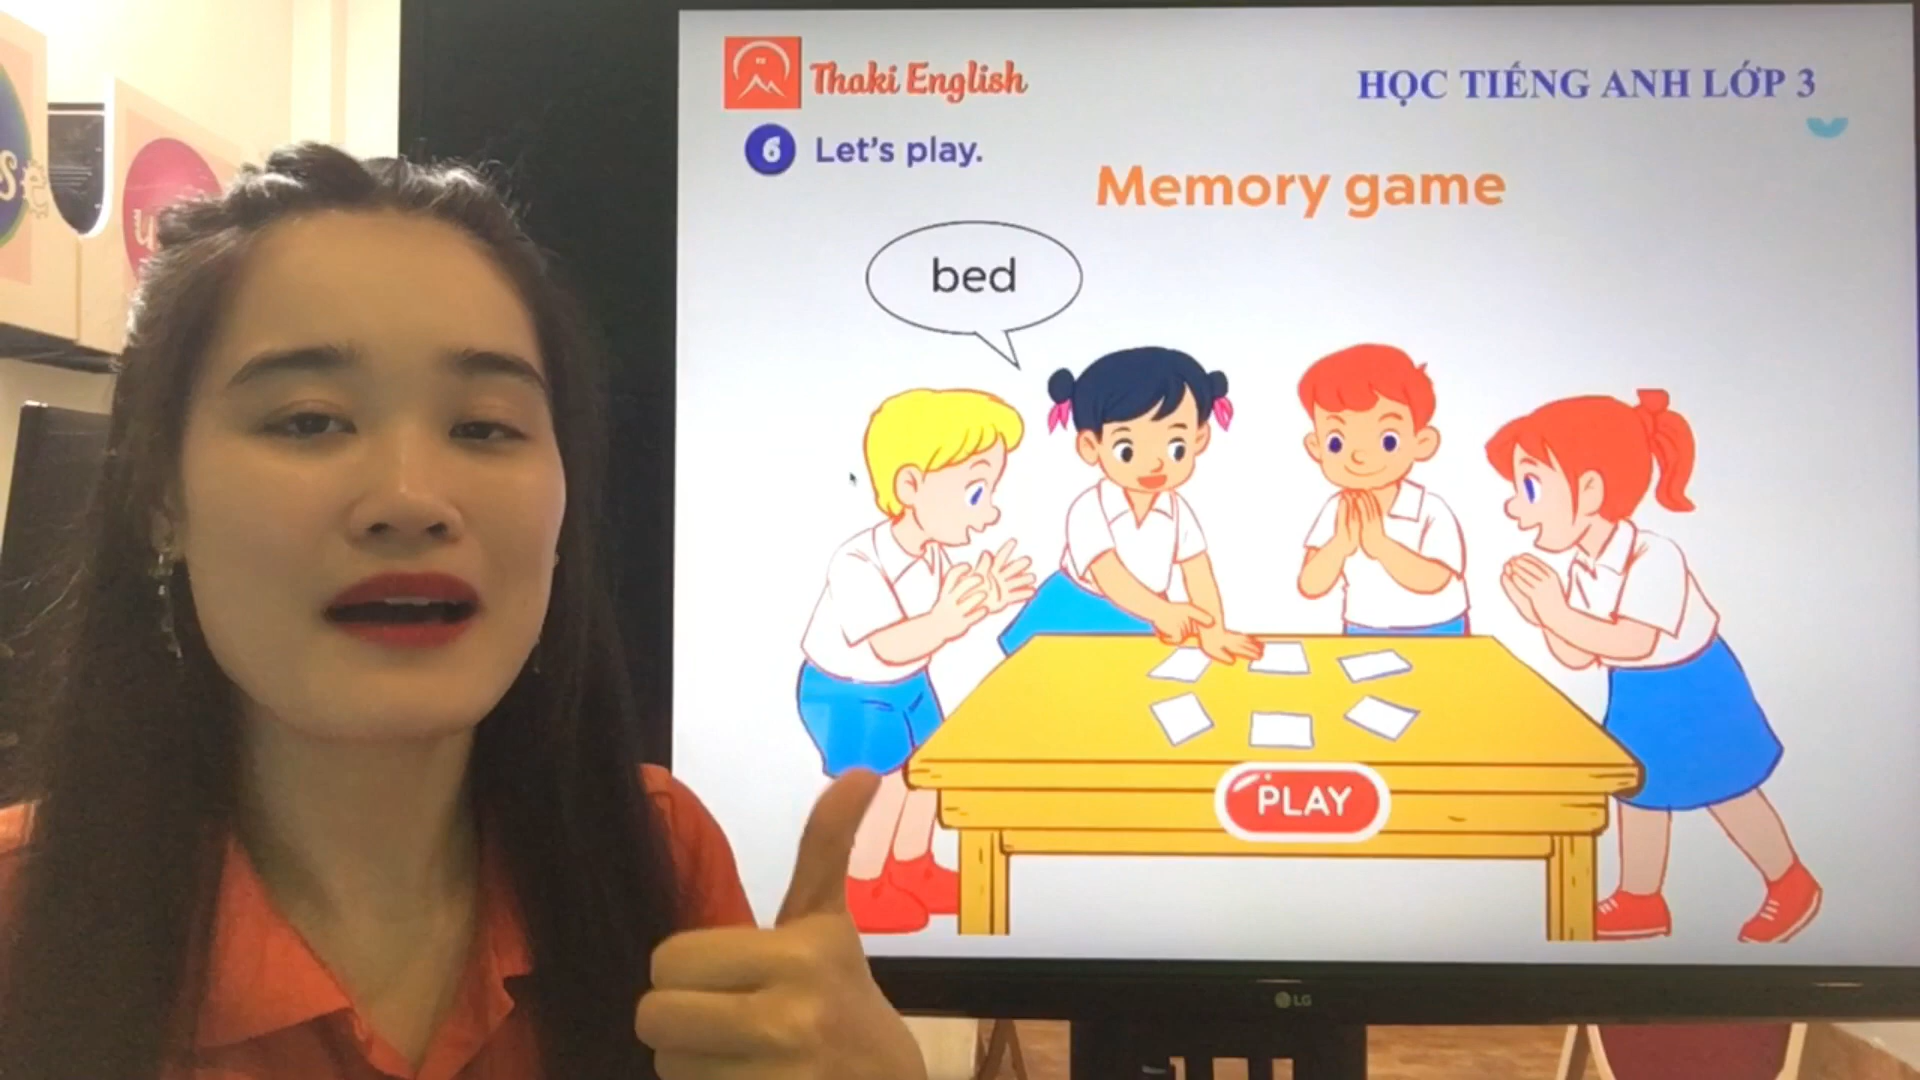 Thaki English
HỌC TIẾNG ANH LỚP 3
6 Let's play.
Memory game
bed
PLAY
LG